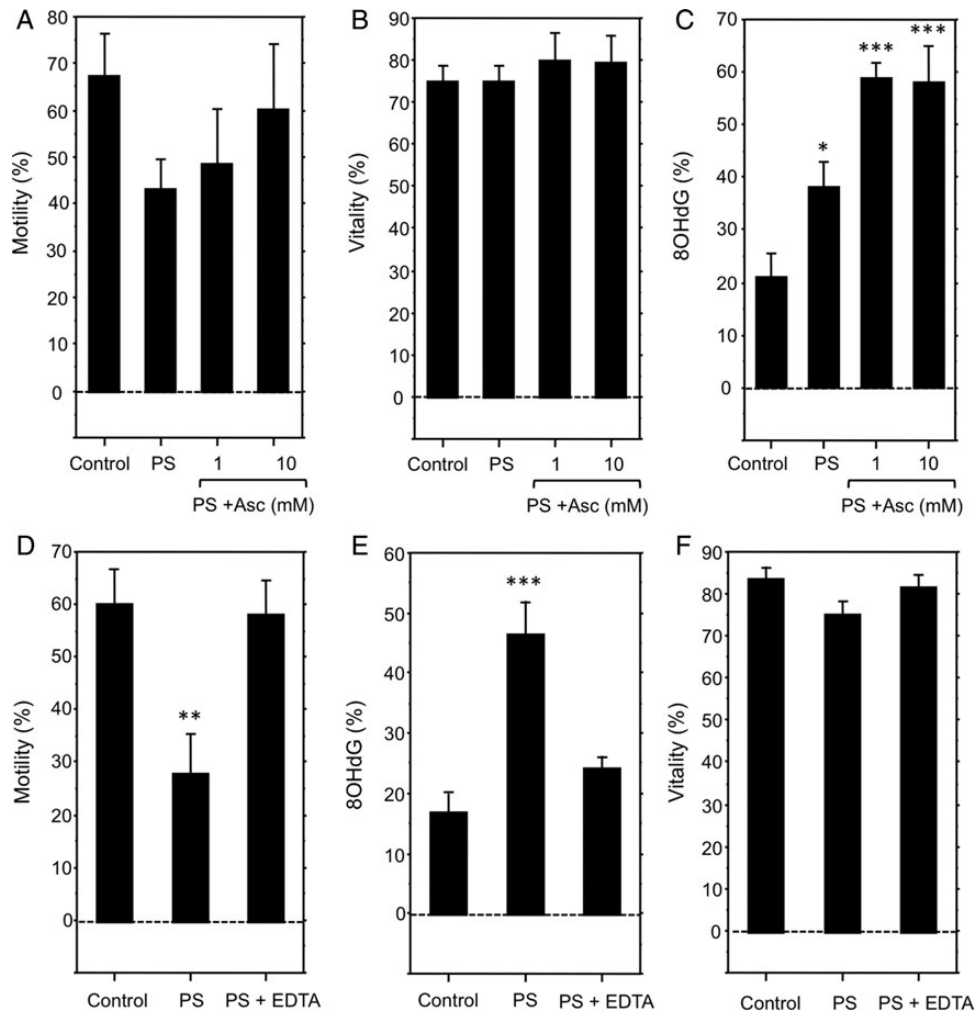 A
80
70
60
50
40
30
20
10
0
Motility (%)
Control
PS
1
10
PS +Asc (mM)
B
90
80
70
60
50
40
30
20
10
0
Vitality (%)
Control
PS
1
10
PS +Asc (mM)
C
70
60
50
40
30
20
10
0
8OHdG (%)
*
***
***
Control
PS
1
10
PS +Asc (mM)
D
70
60
50
40
30
20
10
0
Motility (%)
**
Control
PS
PS + EDTA
E
60
50
40
30
20
10
0
8OHdG (%)
***
Control
PS
PS + EDTA
F
90
80
70
60
50
40
30
20
10
0
Vitality (%)
Control
PS
PS + EDTA